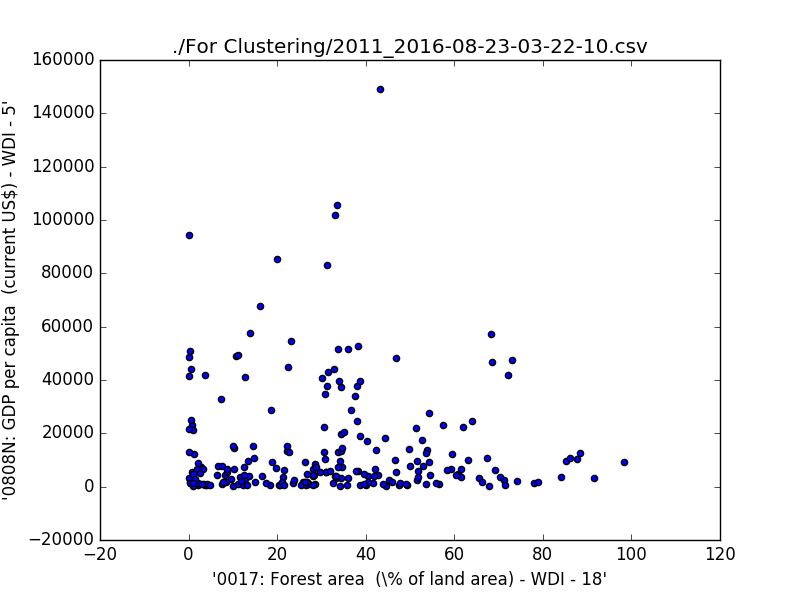 ./For Clustering/2011_2016-08-23-03-22-10.csv
160000
140000
120000
100000
80000
60000
40000
20000
0
−20000
−20 0 20 40 60 80 100 120
'0808N: GDP per capita  (current US$) - WDI - 5'
'0017: Forest area  (\% of land area) - WDI - 18'